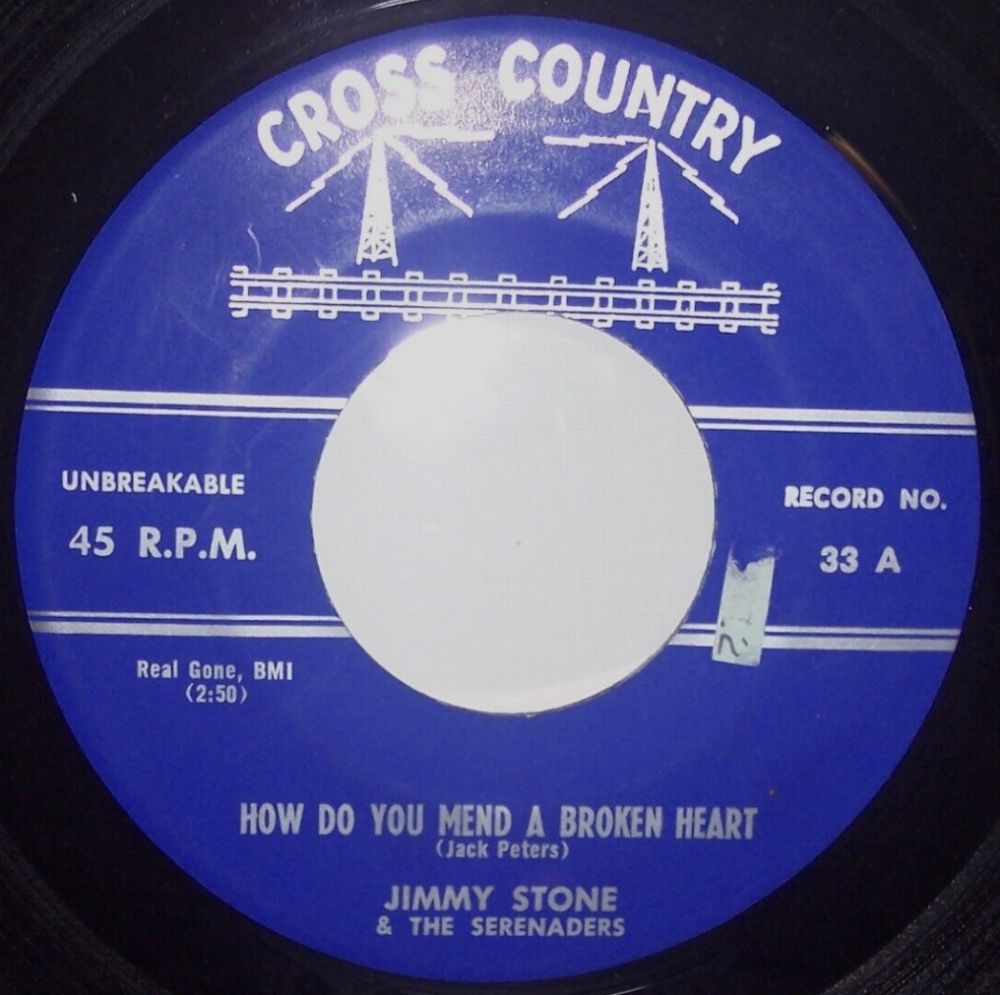 CROSS COUNTRY
UNBREAKABLE
45 R.P.M.
RECORD NO.
33 A
Real Gone, BMI
(2:50)
HOW DO YOU MEND A BROKEN HEART
(Jack Peters)
JIMMY STONE
& THE SERENADERS